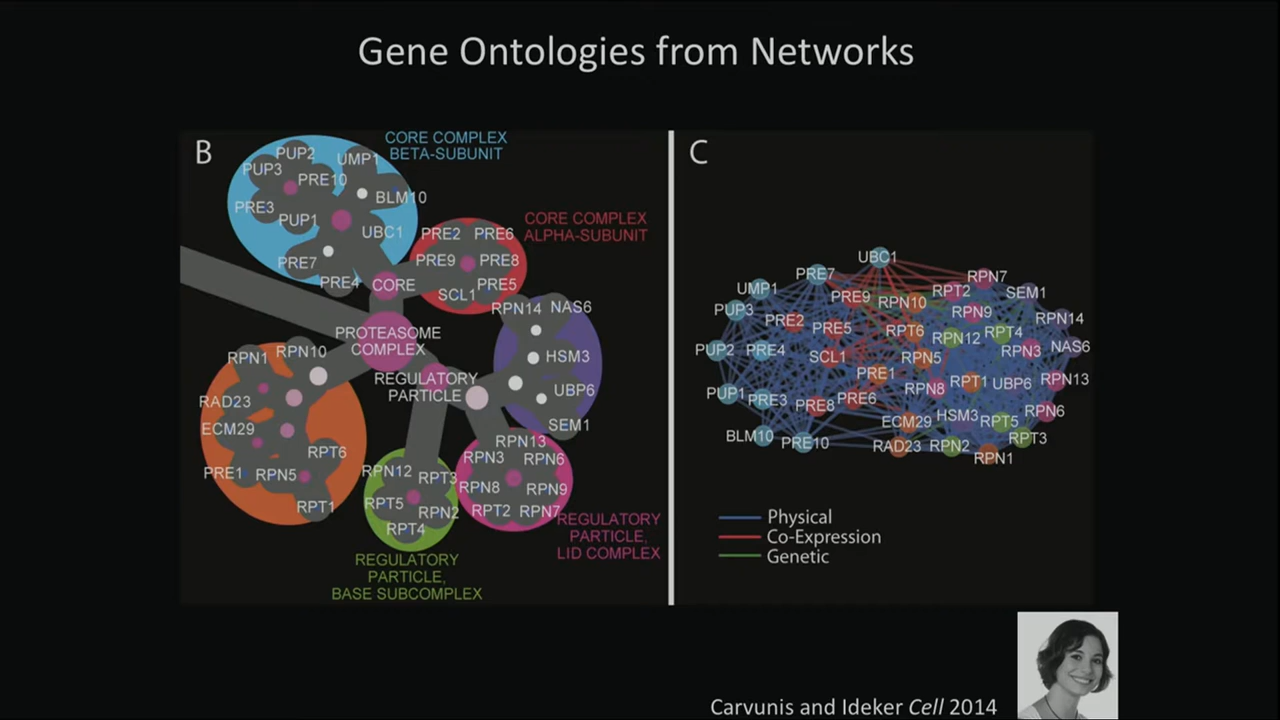 Gene Ontologies from Networks
B
CORE COMPLEX
BETA-SUBUNIT
PUP2
UMP1
PUP3
PRE10
BLM10
PRE3
PUP1
UBC1
PRE7
PRE4
CORE COMPLEX
ALPHA-SUBUNIT
PRE2
PRE6
PRE9
PRE8
PRE5
SCL1
CORE
PROTEASOME
COMPLEX
REGULATORY
PARTICLE
RPN14
NAS6
HSM3
UBP6
SEM1
RPN1
RPN10
RAD23
ECM29
RPT6
PRE1
RPN5
RPT1
RPN12
RPT3
RPT5
RPN2
RPT4
REGULATORY
PARTICLE,
BASE SUBCOMPLEX
RPN13
RPN3
RPN6
RPN8
RPN9
RPT2
RPN7
REGULATORY
PARTICLE,
LID COMPLEX
C
UBC1
PRE7
RPN7
UMP1
PRE9
RPN10
RPT2
SEM1
PUP3
PRE2
PRE5
RPT6
RPN9
RPN12
RPT4
RPN14
PUP2
PRE4
SCL1
RPN5
RPN3
NAS6
PRE1
RPN8
RPT1
UBP6
RPN13
PUP1
PRE3
PRE8
PRE6
ECM29
HSM3
RPT5
RPN6
BLM10
PRE10
RAD23
RPN2
RPT3
RPN1
Physical
Co-Expression
Genetic
Carvunis and Ideker Cell 2014